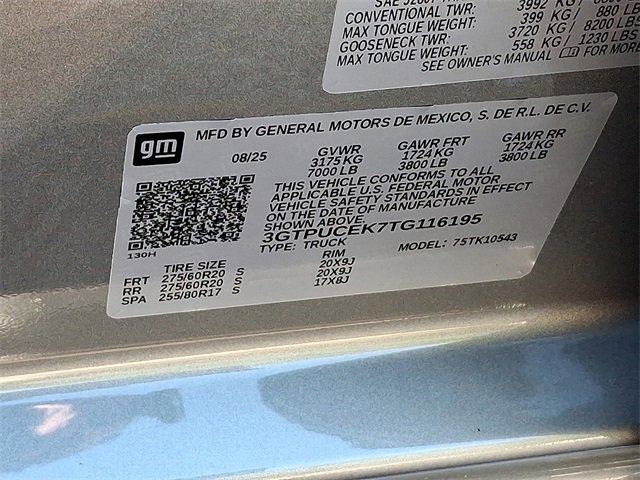 SAE J2807
3992 KG /
CONVENTIONAL TWR: 399 KG / 880 LB
MAX TONGUE WEIGHT: 3720 KG / 8200 LBS
GOOSENECK TWR: 558 KG / 1230 LBS
MAX TONGUE WEIGHT:
SEE OWNER'S MANUAL FOR MORE
gm
MFD BY GENERAL MOTORS DE MEXICO, S. DE R.L. DE C.V.
08/25 GVWR GAWR FRT GAWR RR
3175 KG 1724 KG 1724 KG
7000 LB 3800 LB 3800 LB
THIS VEHICLE CONFORMS TO ALL
APPLICABLE U.S. FEDERAL MOTOR
VEHICLE SAFETY STANDARDS IN EFFECT
ON THE DATE OF MANUFACTURE
3GTPUCEK7TG116195
130H
TYPE: TRUCK MODEL: 75TK10543
TIRE SIZE RIM
FRT 275/60R20 S 20X9J
RR 275/60R20 S 20X9J
SPA 255/80R17 S 17X8J